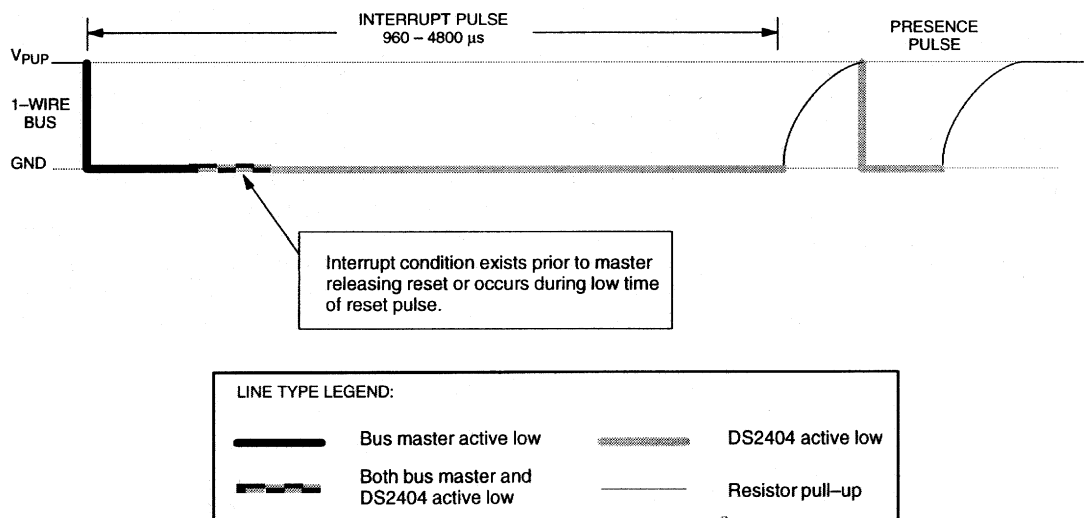 INTERRUPT PULSE
960 – 4800 μs
PRESENCE
PULSE
VPUP
1–WIRE
BUS
GND
Interrupt condition exists prior to master
releasing reset or occurs during low time
of reset pulse.
LINE TYPE LEGEND:
Bus master active low
DS2404 active low
Both bus master and
DS2404 active low
Resistor pull–up